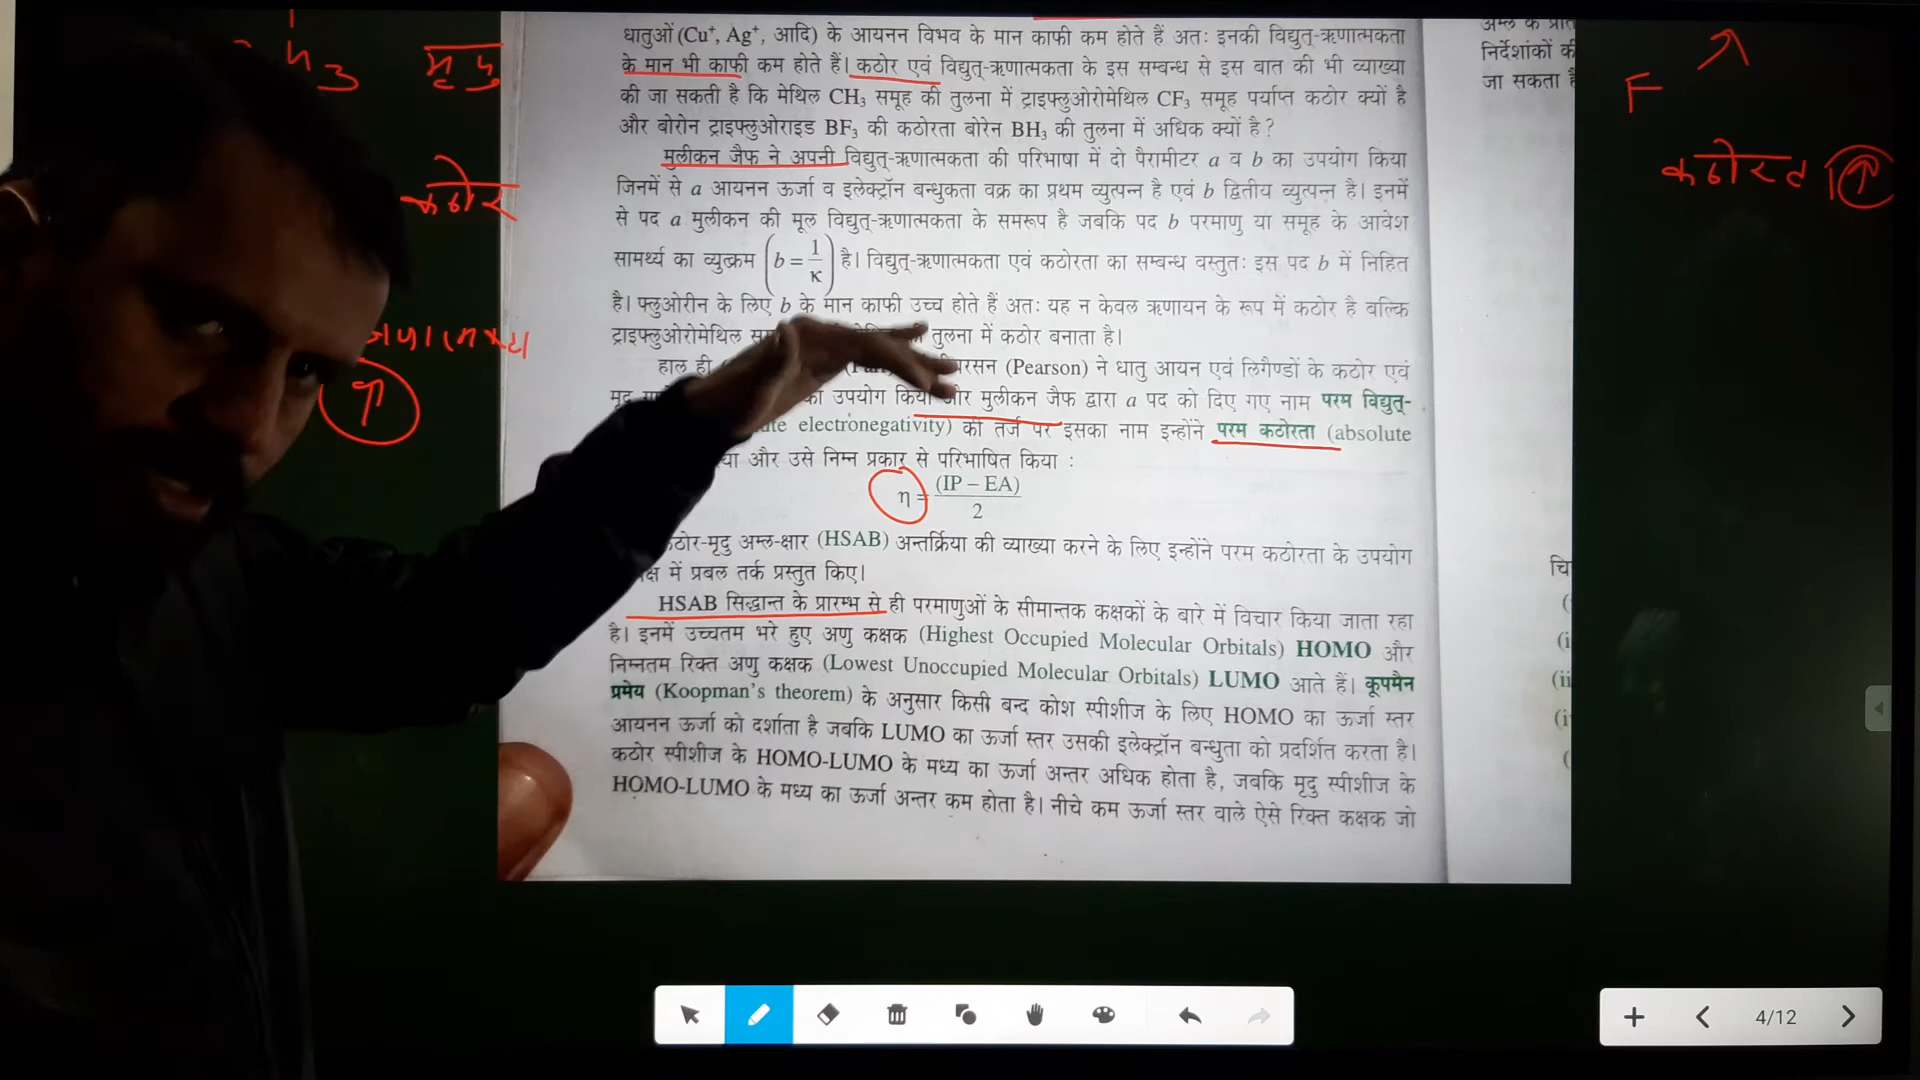 धातुओं (Cu⁺, Ag⁺, आदि) के आयनन विभव के मान काफी कम होते हैं अतः इनकी विद्युत्-ऋणात्मकता
के मान भी काफी कम होते हैं। कठोर एवं विद्युत्-ऋणात्मकता के इस सम्बन्ध से इस बात की भी व्याख्या
की जा सकती है कि मेथिल CH₃ समूह की तुलना में ट्राइफ्लुओरोमेथिल CF₃ समूह पर्याप्त कठोर क्यों है
और बोरोन ट्राइफ्लुओराइड BF₃ की कठोरता बोरेन BH₃ की तुलना में अधिक क्यों है ?
मुलीकन जैफ ने अपनी विद्युत्-ऋणात्मकता की परिभाषा में दो पैरामीटर a व b का उपयोग किया
जिनमें से a आयनन ऊर्जा व इलेक्ट्रॉन बन्धुकता वक्र का प्रथम व्युत्पन्न है एवं b द्वितीय व्युत्पन्न है। इनमें
से पद a मुलीकन की मूल विद्युत्-ऋणात्मकता के समरूप है जबकि पद b परमाणु या समूह के आवेश
सामर्थ्य का व्युत्क्रम (b = 1/κ) है। विद्युत्-ऋणात्मकता एवं कठोरता का सम्बन्ध वस्तुतः इस पद b में निहित
है। फ्लुओरीन के लिए b के मान काफी उच्च होते हैं अतः यह न केवल ऋणायन के रूप में कठोर है बल्कि
ट्राइफ्लुओरोमेथिल तुलना में कठोर बनाता है।
हाल ही (Pearson) ने धातु आयन एवं लिगैण्डों के कठोर एवं
मृदु का उपयोग किया और मुलीकन जैफ द्वारा a पद को दिए गए नाम परम विद्युत्-
electronegativity) की तर्ज पर इसका नाम इन्होंने परम कठोरता (absolute
और उसे निम्न प्रकार से परिभाषित किया :
η = (IP – EA)/2
कठोर-मृदु अम्ल-क्षार (HSAB) अन्तर्क्रिया की व्याख्या करने के लिए इन्होंने परम कठोरता के उपयोग
में प्रबल तर्क प्रस्तुत किए।
HSAB सिद्धान्त के प्रारम्भ से ही परमाणुओं के सीमान्तक कक्षकों के बारे में विचार किया जाता रहा
है। इनमें उच्चतम भरे हुए अणु कक्षक (Highest Occupied Molecular Orbitals) HOMO और
निम्नतम रिक्त अणु कक्षक (Lowest Unoccupied Molecular Orbitals) LUMO आते हैं। कूपमैन
प्रमेय (Koopman's theorem) के अनुसार किसी बन्द कोश स्पीशीज के लिए HOMO का ऊर्जा स्तर
आयनन ऊर्जा को दर्शाता है जबकि LUMO का ऊर्जा स्तर उसकी इलेक्ट्रॉन बन्धुता को प्रदर्शित करता है।
कठोर स्पीशीज के HOMO-LUMO के मध्य का ऊर्जा अन्तर अधिक होता है, जबकि मृदु स्पीशीज के
HOMO-LUMO के मध्य का ऊर्जा अन्तर कम होता है। नीचे कम ऊर्जा स्तर वाले ऐसे रिक्त कक्षक जो
निर्देशांकों की
जा सकता है
मृदु
कठोर
F
कठोरता
4/12